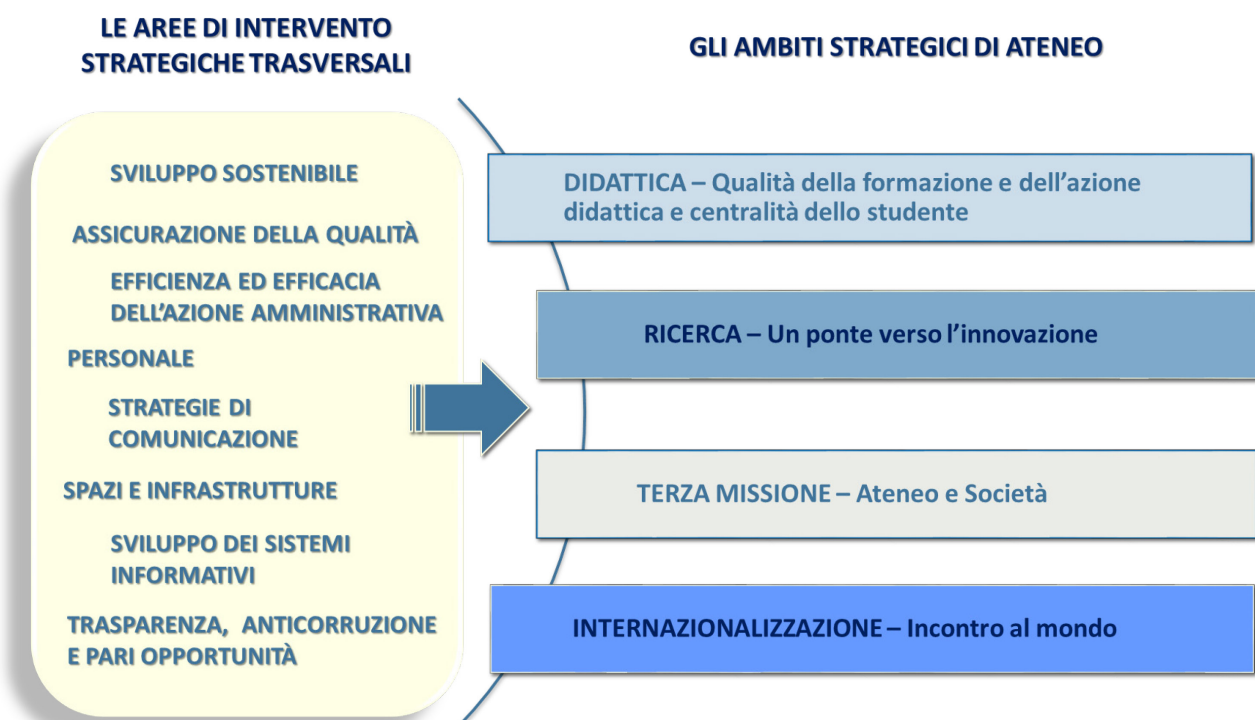 LE AREE DI INTERVENTO
STRATEGICHE TRASVERSALI
SVILUPPO SOSTENIBILE
ASSICURAZIONE DELLA QUALITÀ
EFFICIENZA ED EFFICACIA
DELL’AZIONE AMMINISTRATIVA
PERSONALE
STRATEGIE DI
COMUNICAZIONE
SPAZI E INFRASTRUTTURE
SVILUPPO DEI SISTEMI
INFORMATIVI
TRASPARENZA, ANTICORRUZIONE
E PARI OPPORTUNITÀ
GLI AMBITI STRATEGICI DI ATENEO
DIDATTICA – Qualità della formazione e dell’azione
didattica e centralità dello studente
RICERCA – Un ponte verso l’innovazione
TERZA MISSIONE – Ateneo e Società
INTERNAZIONALIZZAZIONE – Incontro al mondo